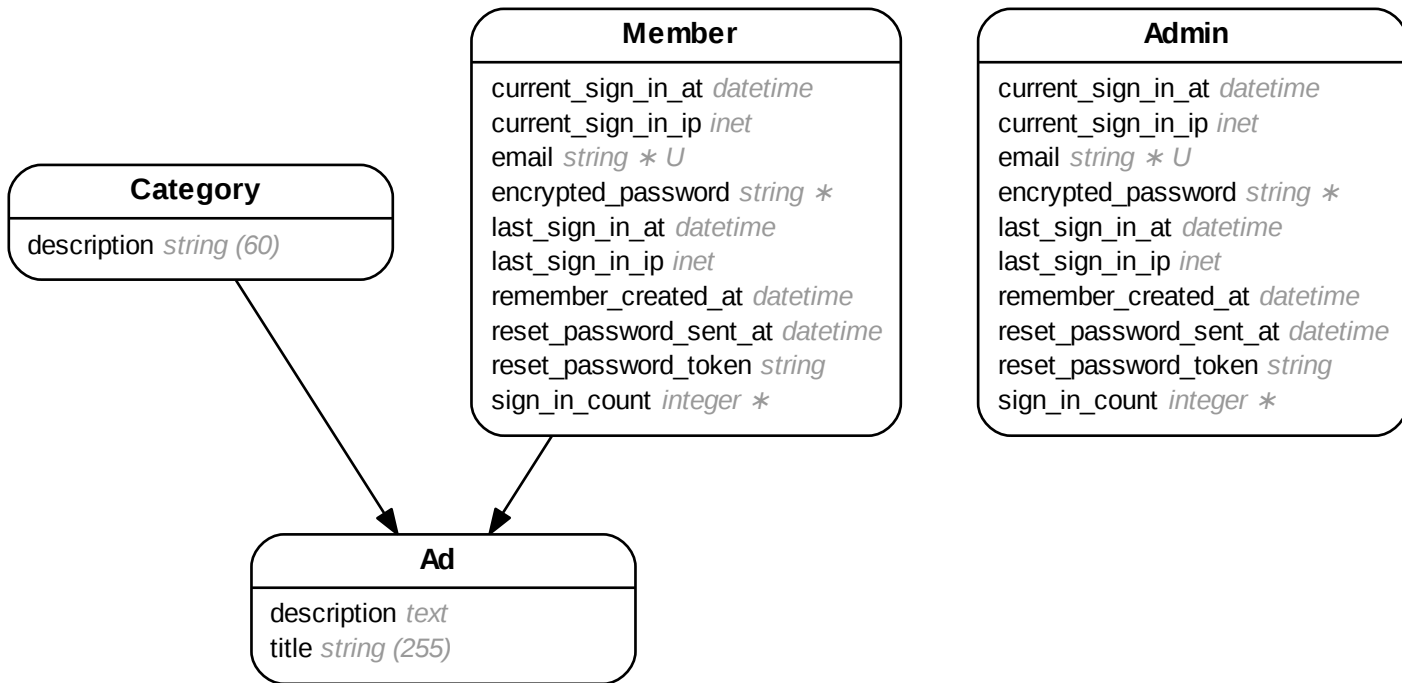 Member
current_sign_in_at datetime
current_sign_in_ip inet
email string ∗ U
encrypted_password string ∗
last_sign_in_at datetime
last_sign_in_ip inet
remember_created_at datetime
reset_password_sent_at datetime
reset_password_token string
sign_in_count integer ∗
Admin
current_sign_in_at datetime
current_sign_in_ip inet
email string ∗ U
encrypted_password string ∗
last_sign_in_at datetime
last_sign_in_ip inet
remember_created_at datetime
reset_password_sent_at datetime
reset_password_token string
sign_in_count integer ∗
Category
description string (60)
Ad
description text
title string (255)